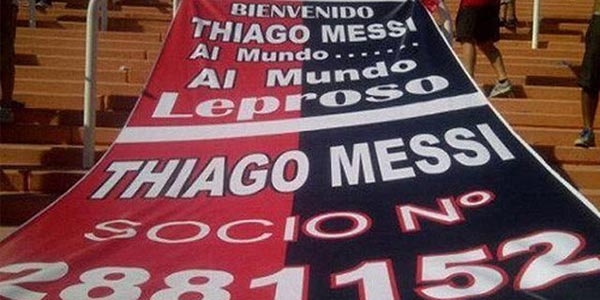 BIENVENIDO
THIAGO MESSI
Al Mundo.......
Al Mundo
Leproso
THIAGO MESSI
SOCIO Nº
2881152